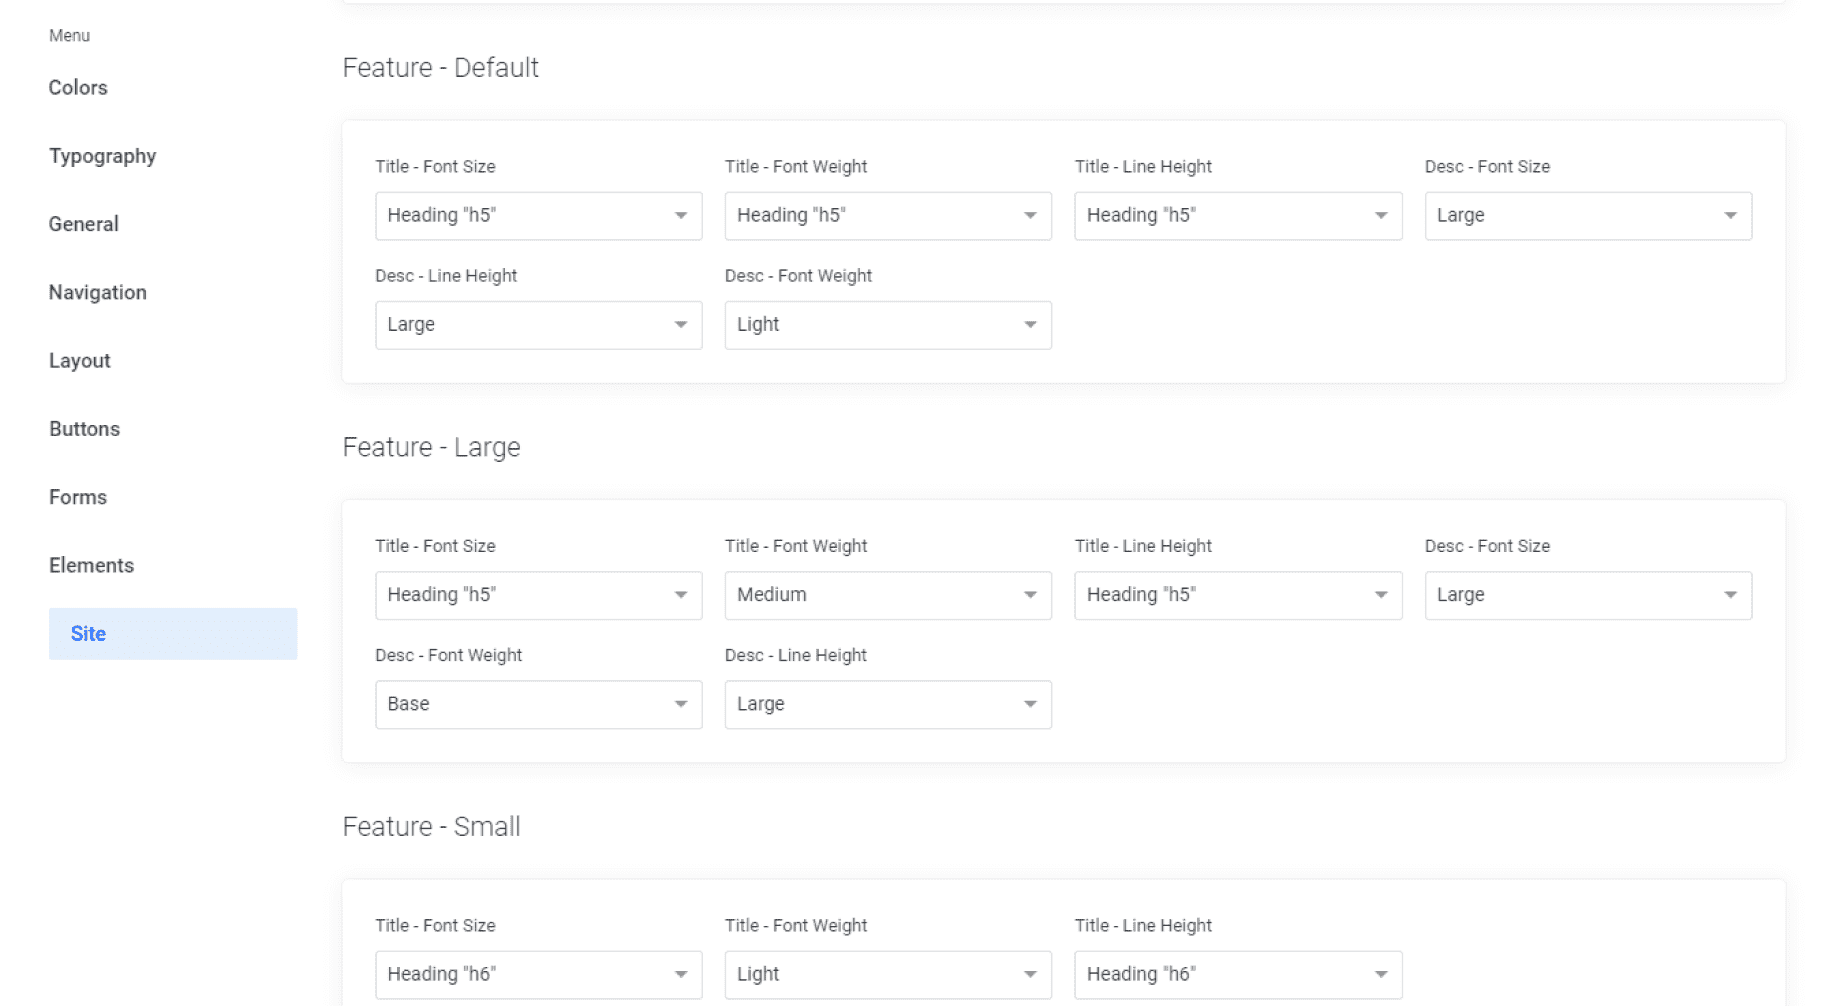 Menu
Colors
Typography
General
Navigation
Layout
Buttons
Forms
Elements
Site
Feature - Default
Title - Font Size
Title - Font Weight
Title - Line Height
Desc - Font Size
Heading "h5"
Heading "h5"
Heading "h5"
Large
Desc - Line Height
Desc - Font Weight
Large
Light
Feature - Large
Title - Font Size
Title - Font Weight
Title - Line Height
Desc - Font Size
Heading "h5"
Medium
Heading "h5"
Large
Desc - Font Weight
Desc - Line Height
Base
Large
Feature - Small
Title - Font Size
Title - Font Weight
Title - Line Height
Heading "h6"
Light
Heading "h6"